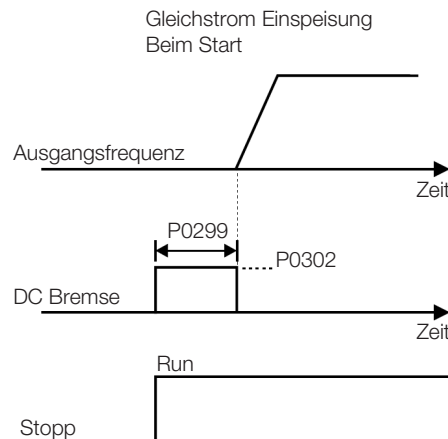 Gleichstrom Einspeisung
Beim Start
Ausgangsfrequenz
Zeit
P0299
P0302
DC Bremse
Zeit
Run
Stopp